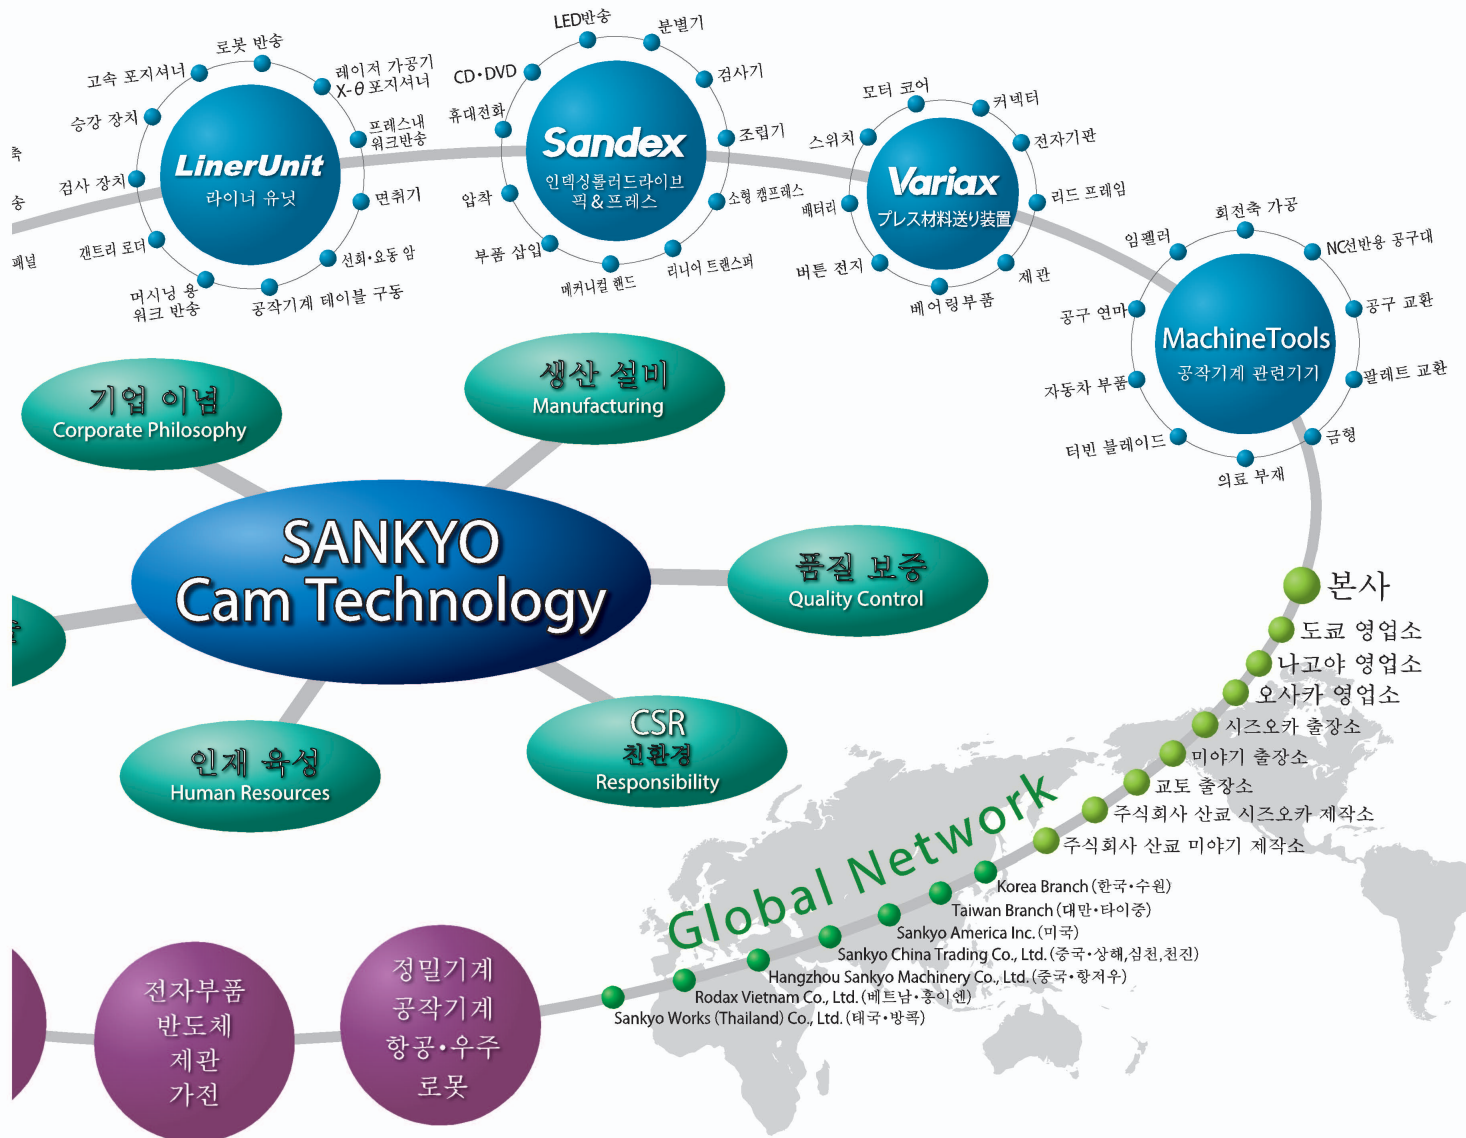 로봇 반송
고속 포지셔너
레이저 가공기
X-θ 포지셔너
승강 장치
프레스내
워크반송
검사 장치
면취기
갠트리 로더
선회•요동 암
머시닝 용
워크 반송
공작기계 테이블 구동
LinerUnit
라이너 유닛
축
송
패널
LED반송
분별기
CD•DVD
검사기
휴대전화
조립기
압착
소형 캠프레스
부품 삽입
리니어 트랜스퍼
메커니컬 핸드
Sandex
인덱싱롤러드라이브
픽&프레스
모터 코어
커넥터
스위치
전자기판
배터리
리드 프레임
버튼 전지
제관
베어링부품
Variax
プレス材料送り装置
회전축 가공
임펠러
NC선반용 공구대
공구 연마
공구 교환
자동차 부품
팔레트 교환
터빈 블레이드
금형
의료 부재
MachineTools
공작기계 관련기기
기업 이념
Corporate Philosophy
생산 설비
Manufacturing
SANKYO
Cam Technology
품질 보증
Quality Control
인재 육성
Human Resources
CSR
친환경
Responsibility
본사
도쿄 영업소
나고야 영업소
오사카 영업소
시즈오카 출장소
미야기 출장소
교토 출장소
주식회사 산쿄 시즈오카 제작소
주식회사 산쿄 미야기 제작소
Global Network
Korea Branch (한국•수원)
Taiwan Branch (대만•타이중)
Sankyo America Inc. (미국)
Sankyo China Trading Co., Ltd. (중국•상해,심천,천진)
Hangzhou Sankyo Machinery Co., Ltd. (중국•항저우)
Rodax Vietnam Co., Ltd. (베트남•흥이엔)
Sankyo Works (Thailand) Co., Ltd. (태국•방콕)
전자부품
반도체
제관
가전
정밀기계
공작기계
항공•우주
로봇